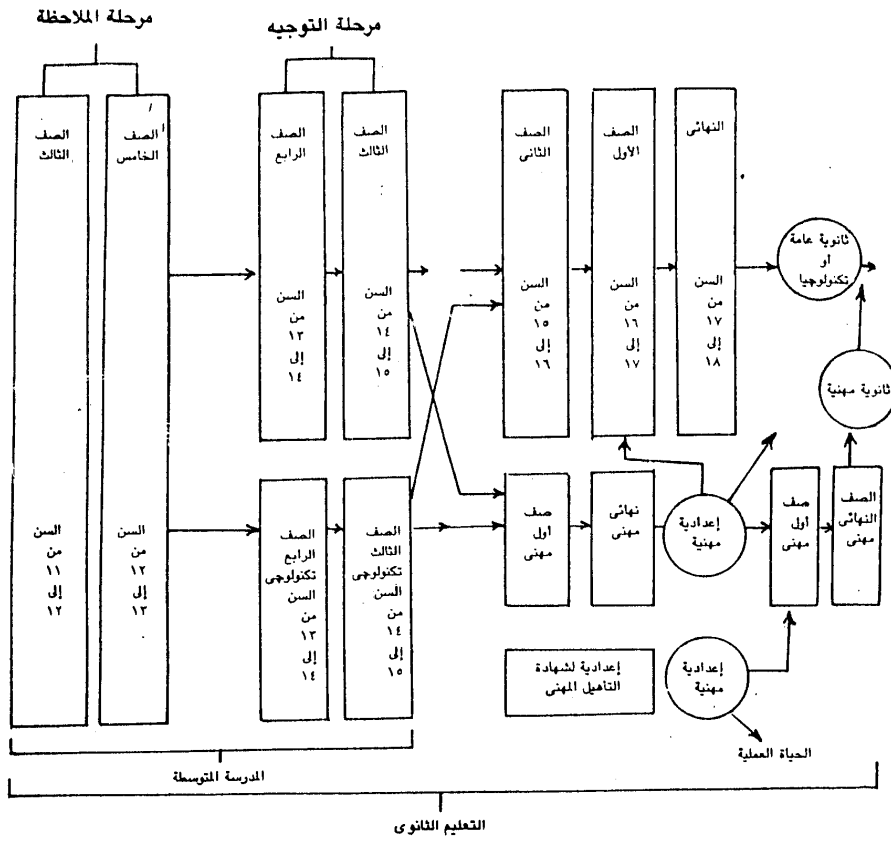 مرحلة الملاحظة
مرحلة التوجيه
الصف
الثالث
السن
من
١١
إلى
١٢
الصف
الخامس
السن
من
١٢
إلى
١٣
الصف
الرابع
السن
من
١٣
إلى
١٤
الصف
الثالث
السن
من
١٤
إلى
١٥
الصف
الثانى
السن
من
١٥
إلى
١٦
الصف
الأول
السن
من
١٦
إلى
١٧
النهائى
السن
من
١٧
إلى
١٨
ثانوية عامة
أو
تكنولوجيا
ثانوية مهنية
الصف
الرابع
تكنولوجى
السن
من
١٣
إلى
١٤
الصف
الثالث
تكنولوجى
السن
من
١٤
إلى
١٥
صف
أول
مهنى
نهائى
مهنى
إعدادية
مهنية
صف
أول
مهنى
الصف
النهائى
مهنى
إعدادية لشهادة
التأهيل المهنى
إعدادية
مهنية
الحياة العملية
المدرسة المتوسطة
التعليم الثانوى